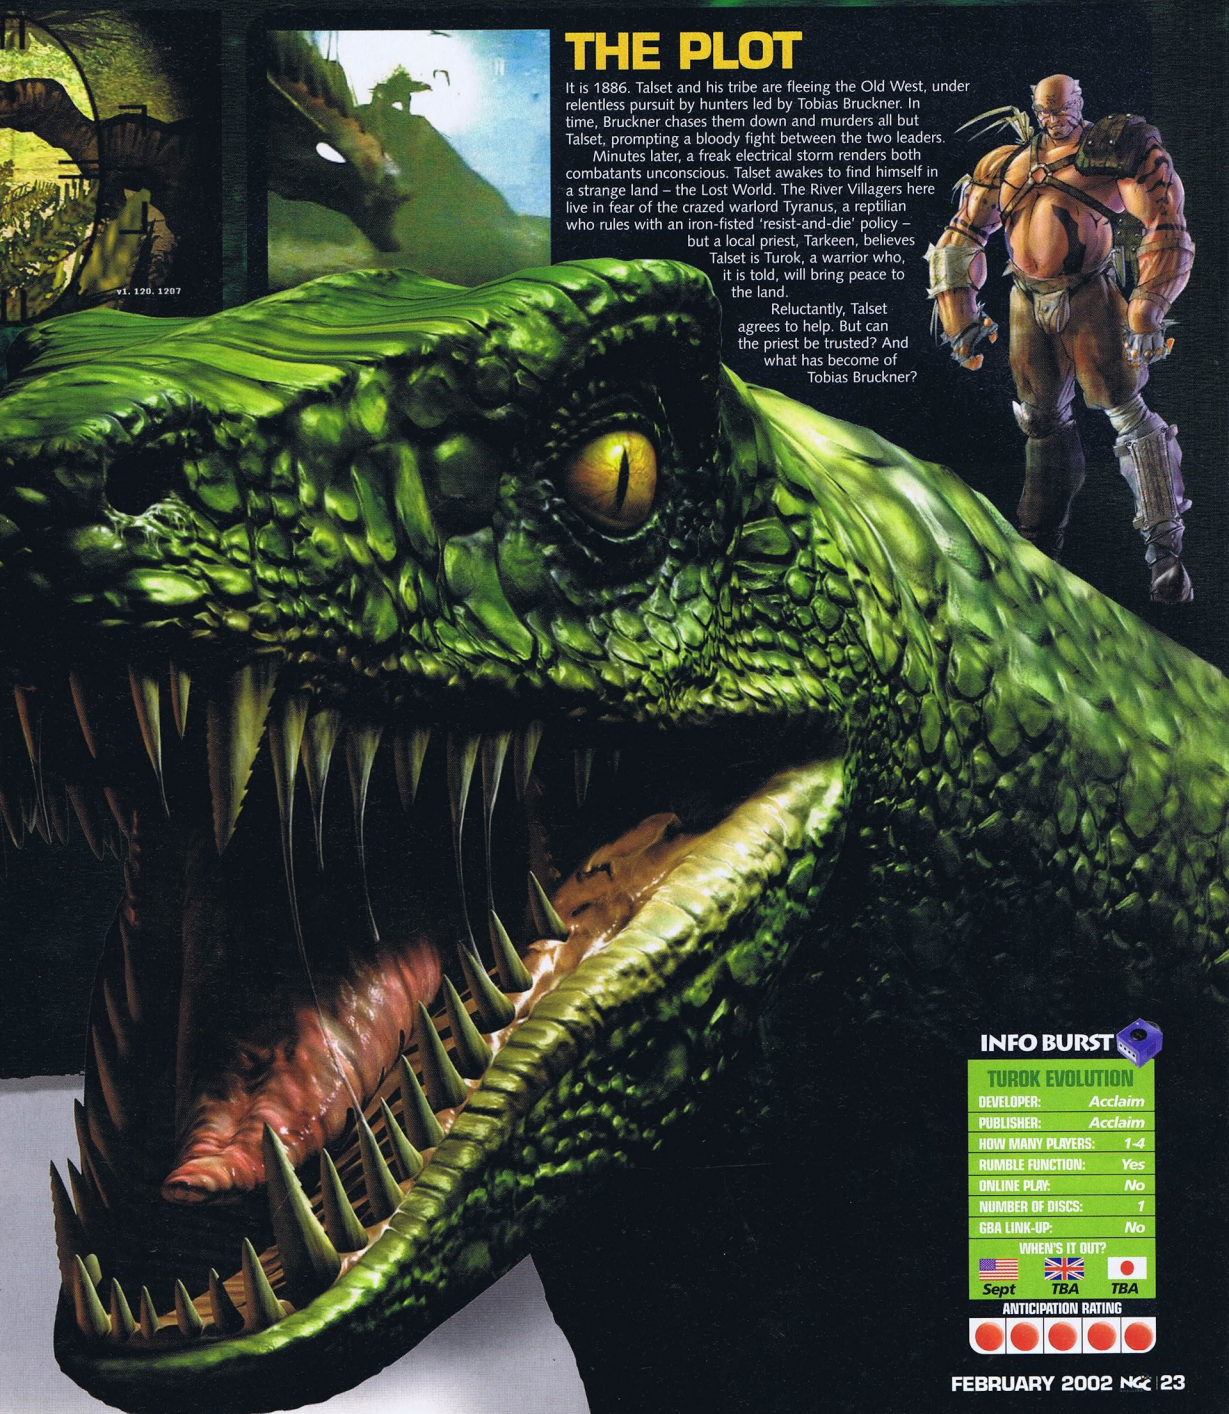 v1. 120. 1207
THE PLOT
It is 1886. Talset and his tribe are fleeing the Old West, under
relentless pursuit by hunters led by Tobias Bruckner. In
time, Bruckner chases them down and murders all but
Talset, prompting a bloody fight between the two leaders.
Minutes later, a freak electrical storm renders both
combatants unconscious. Talset awakes to find himself in
a strange land – the Lost World. The River Villagers here
live in fear of the crazed warlord Tyranus, a reptilian
who rules with an iron-fisted ‘resist-and-die’ policy –
but a local priest, Tarkeen, believes
Talset is Turok, a warrior who,
it is told, will bring peace to
the land.
Reluctantly, Talset
agrees to help. But can
the priest be trusted? And
what has become of
Tobias Bruckner?
INFO BURST
TUROK EVOLUTION
DEVELOPER: Acclaim
PUBLISHER: Acclaim
HOW MANY PLAYERS: 1-4
RUMBLE FUNCTION: Yes
ONLINE PLAY: No
NUMBER OF DISCS: 1
GBA LINK-UP: No
WHEN'S IT OUT?
Sept TBA TBA
ANTICIPATION RATING
FEBRUARY 2002 NGC 23